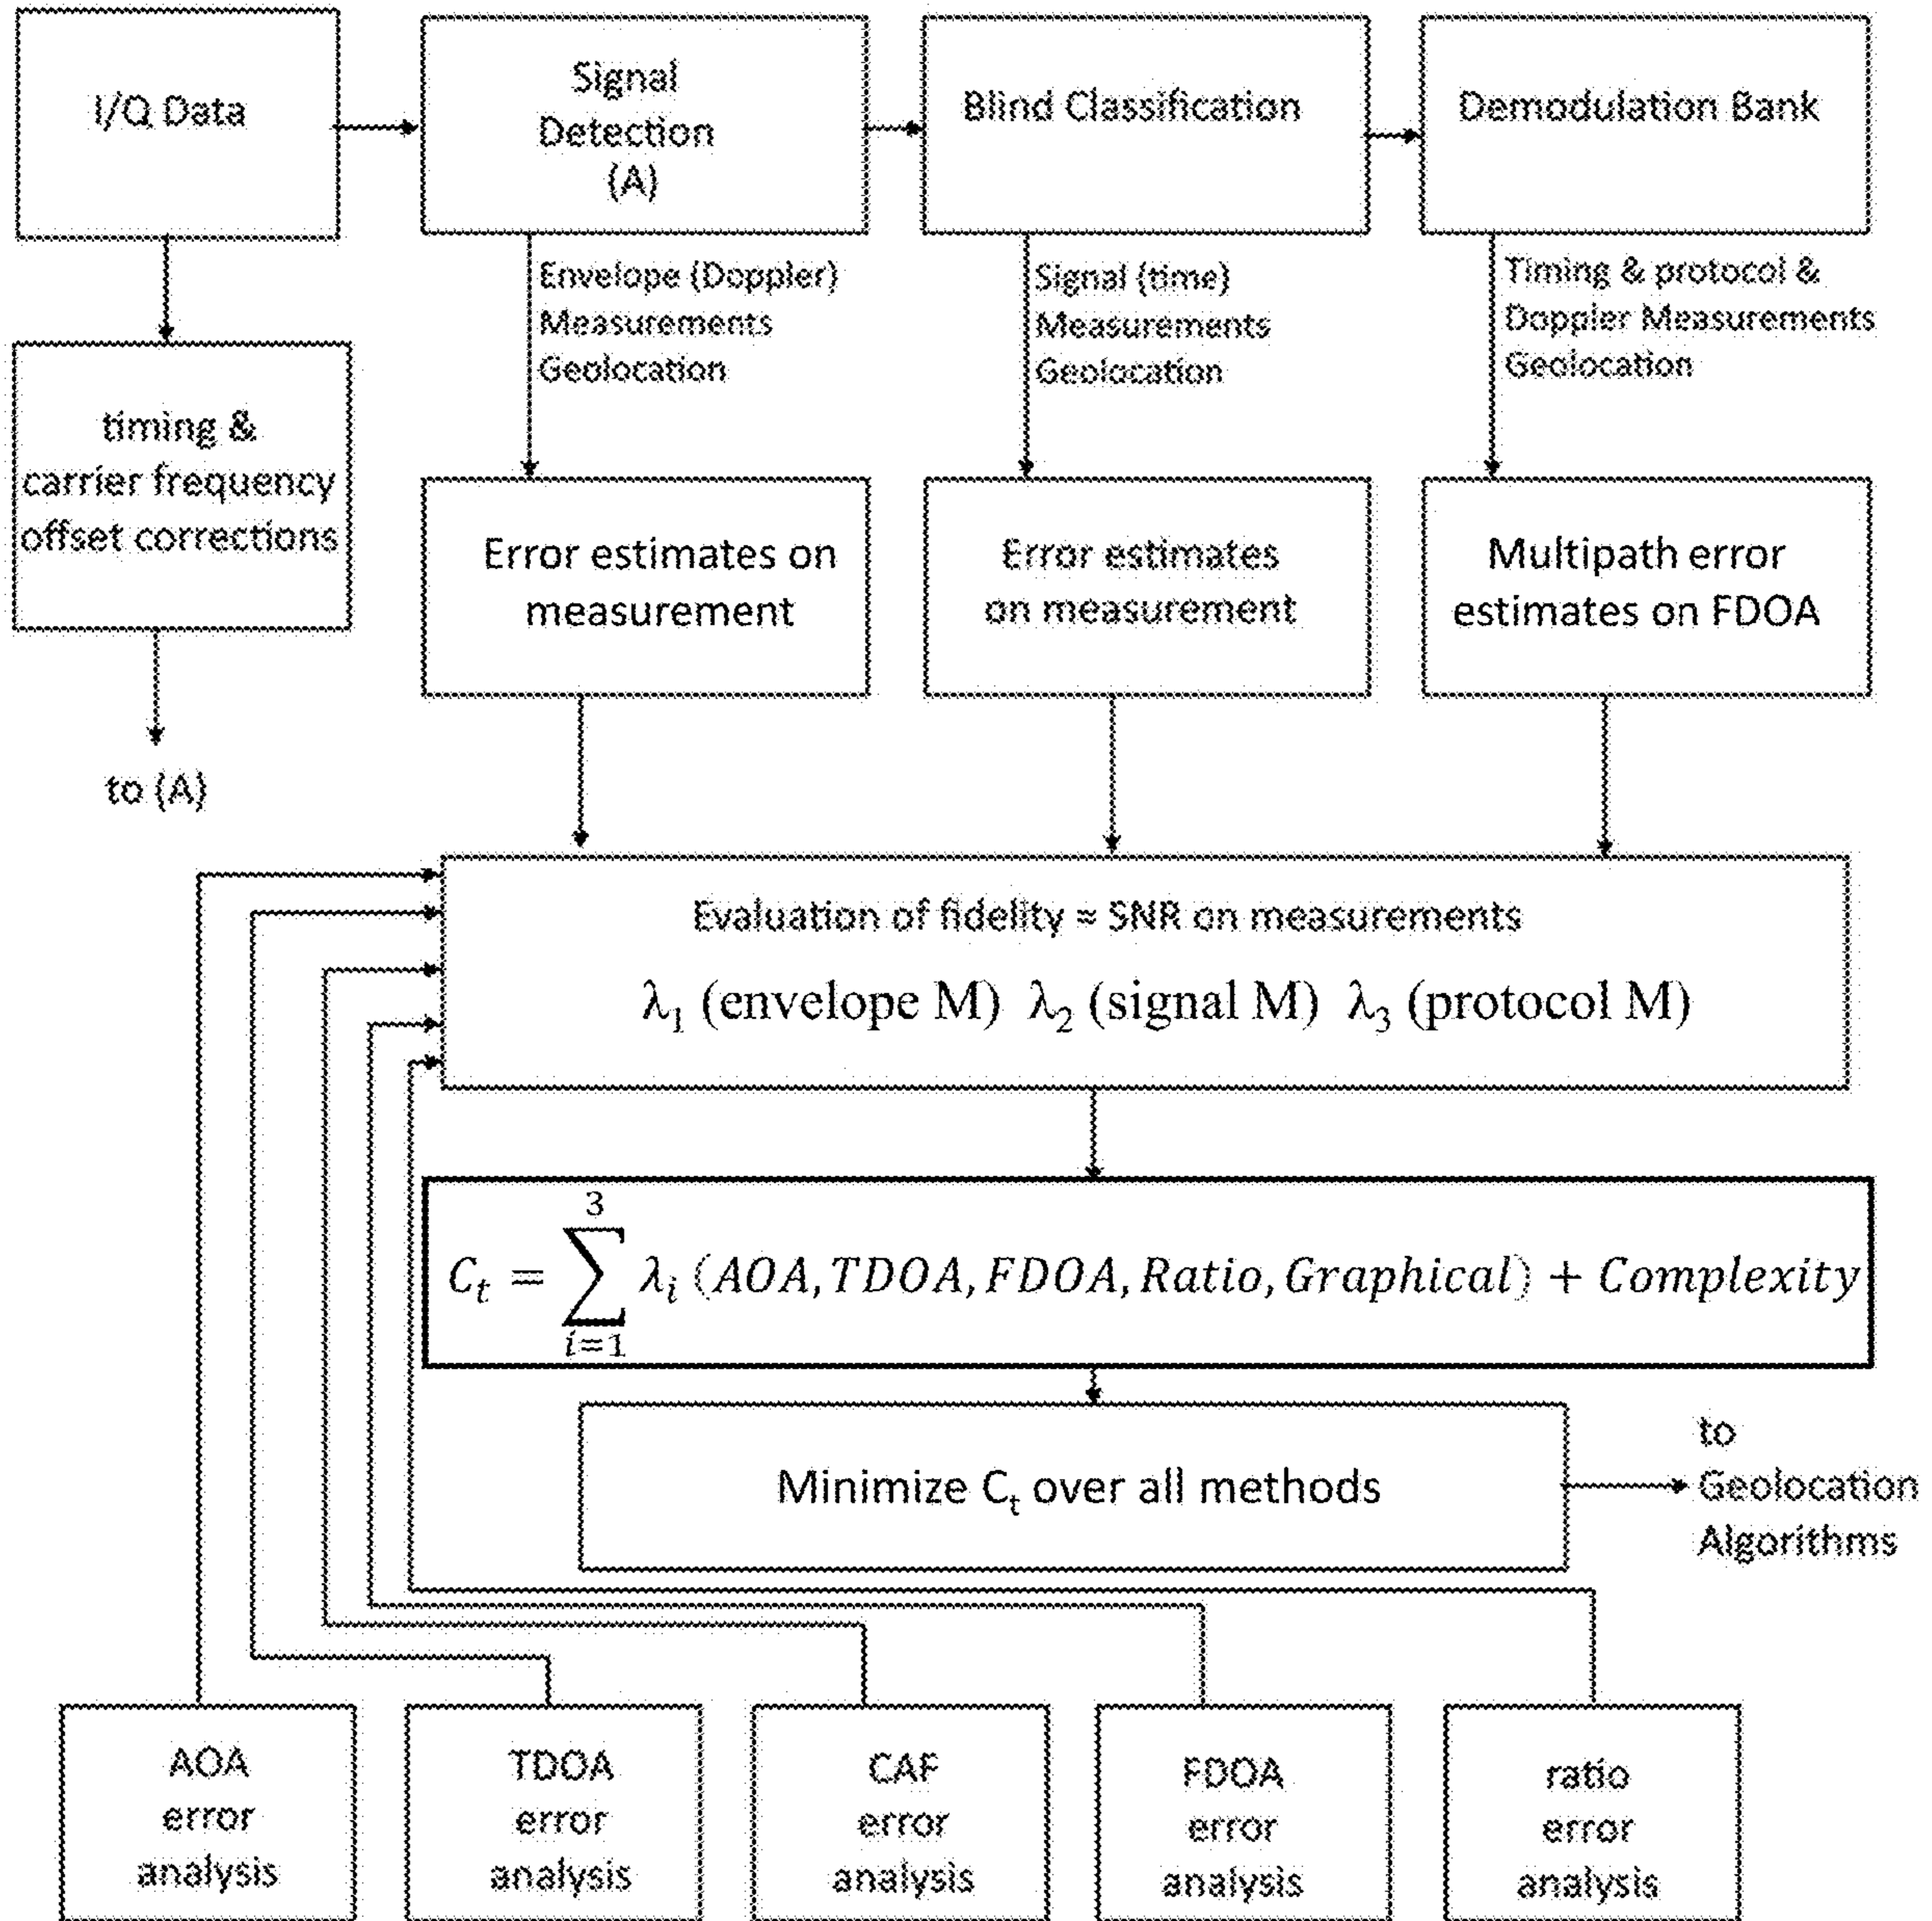 I/Q Data
Signal
Detection
(A)
Blind Classification
Demodulation Bank
Envelope (Doppler)
Measurements
Geolocation
Signal (time)
Measurements
Geolocation
Timing & protocol &
Doppler Measurements
Geolocation
timing &
carrier frequency
offset corrections
to (A)
Error estimates on
measurement
Error estimates
on measurement
Multipath error
estimates on FDOA
Evaluation of fidelity ≈ SNR on measurements
λ₁ (envelope M) λ₂ (signal M) λ₃ (protocol M)
3
Cₜ = ∑ λᵢ (AOA, TDOA, FDOA, Ratio, Graphical) + Complexity
i=1
Minimize Cₜ over all methods
to
Geolocation
Algorithms
AOA
error
analysis
TDOA
error
analysis
CAF
error
analysis
FDOA
error
analysis
ratio
error
analysis